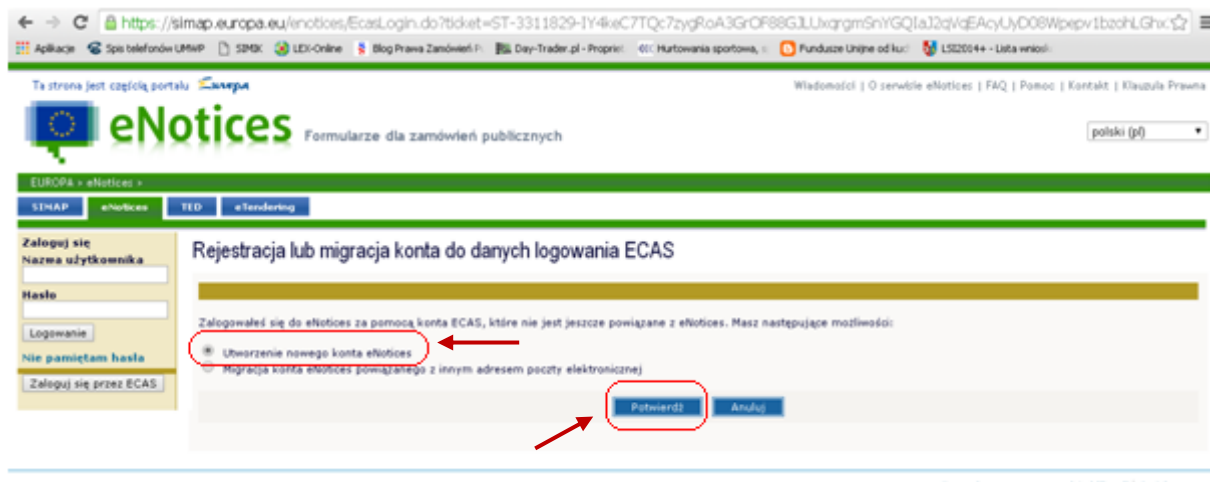 https://simap.europa.eu/enotices/EcasLogin.do?ticket=
Aplikacje Spis telefonów UMWP SIMIK LEX-Online Blog Prawa Zamówień P Day-Trader.pl - Propriet Hurtowania sportowa, Fundusze Unijne od kuc LSI2014+ - Lista wniosk
Ta strona jest częścią portalu Europa
Wiadomości | O serwisie eNotices | FAQ | Pomoc | Kontakt | Klauzula Prawna
eNotices Formularze dla zamówień publicznych
polski (pl)
EUROPA > eNotices >
SIMAP eNotices TED eTendering
Zaloguj się
Nazwa użytkownika
Hasło
Logowanie
Nie pamiętam hasła
Zaloguj się przez ECAS
Rejestracja lub migracja konta do danych logowania ECAS
Zalogowałeś się do eNotices za pomocą konta ECAS, które nie jest jeszcze powiązane z eNotices. Masz następujące możliwości:
Utworzenie nowego konta eNotices
Migracja konta eNotices powiązanego z innym adresem poczty elektronicznej
Potwierdź Anuluj